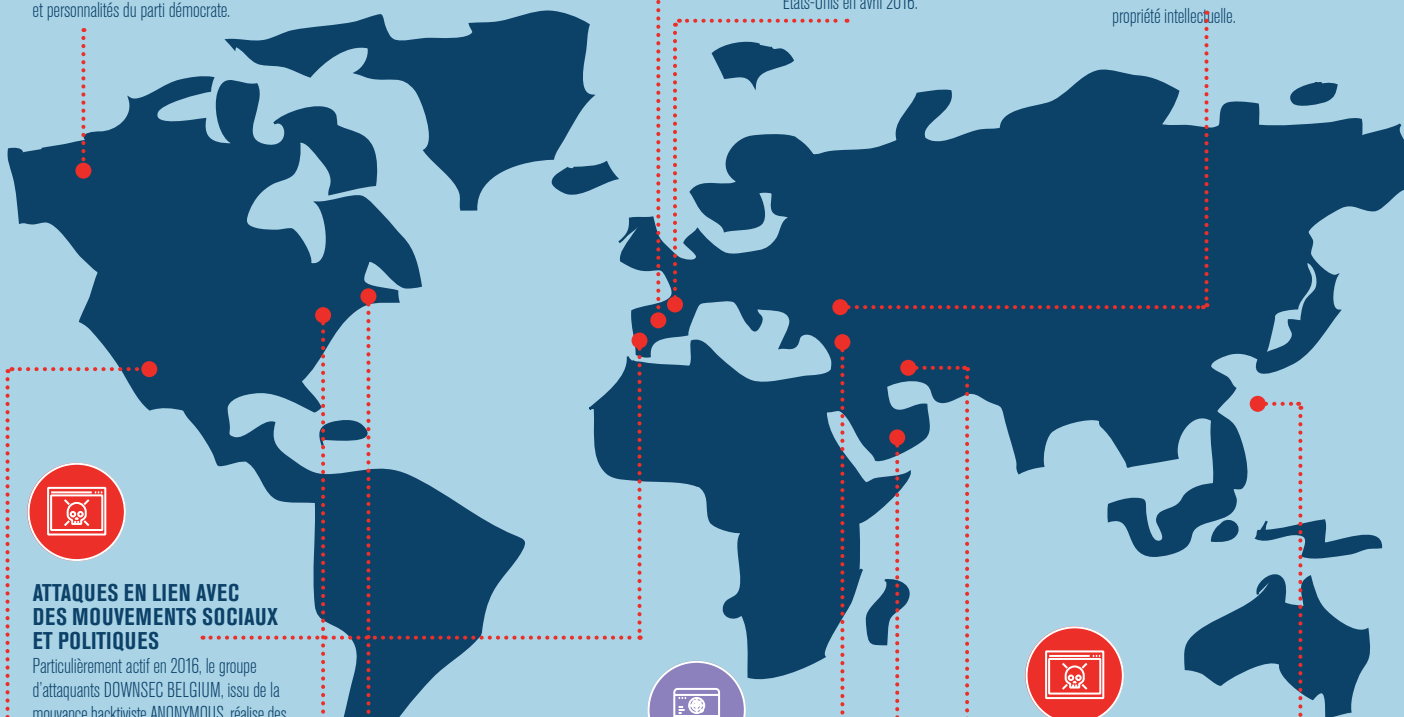 et personnalités du parti démocrate.
États-Unis en avril 2016.
propriété intellectuelle.
ATTAQUES EN LIEN AVEC
DES MOUVEMENTS SOCIAUX
ET POLITIQUES
Particulièrement actif en 2016, le groupe
d'attaquants DOWNSEC BELGIUM, issu de la
mouvance hacktiviste ANONYMOUS, réalise des